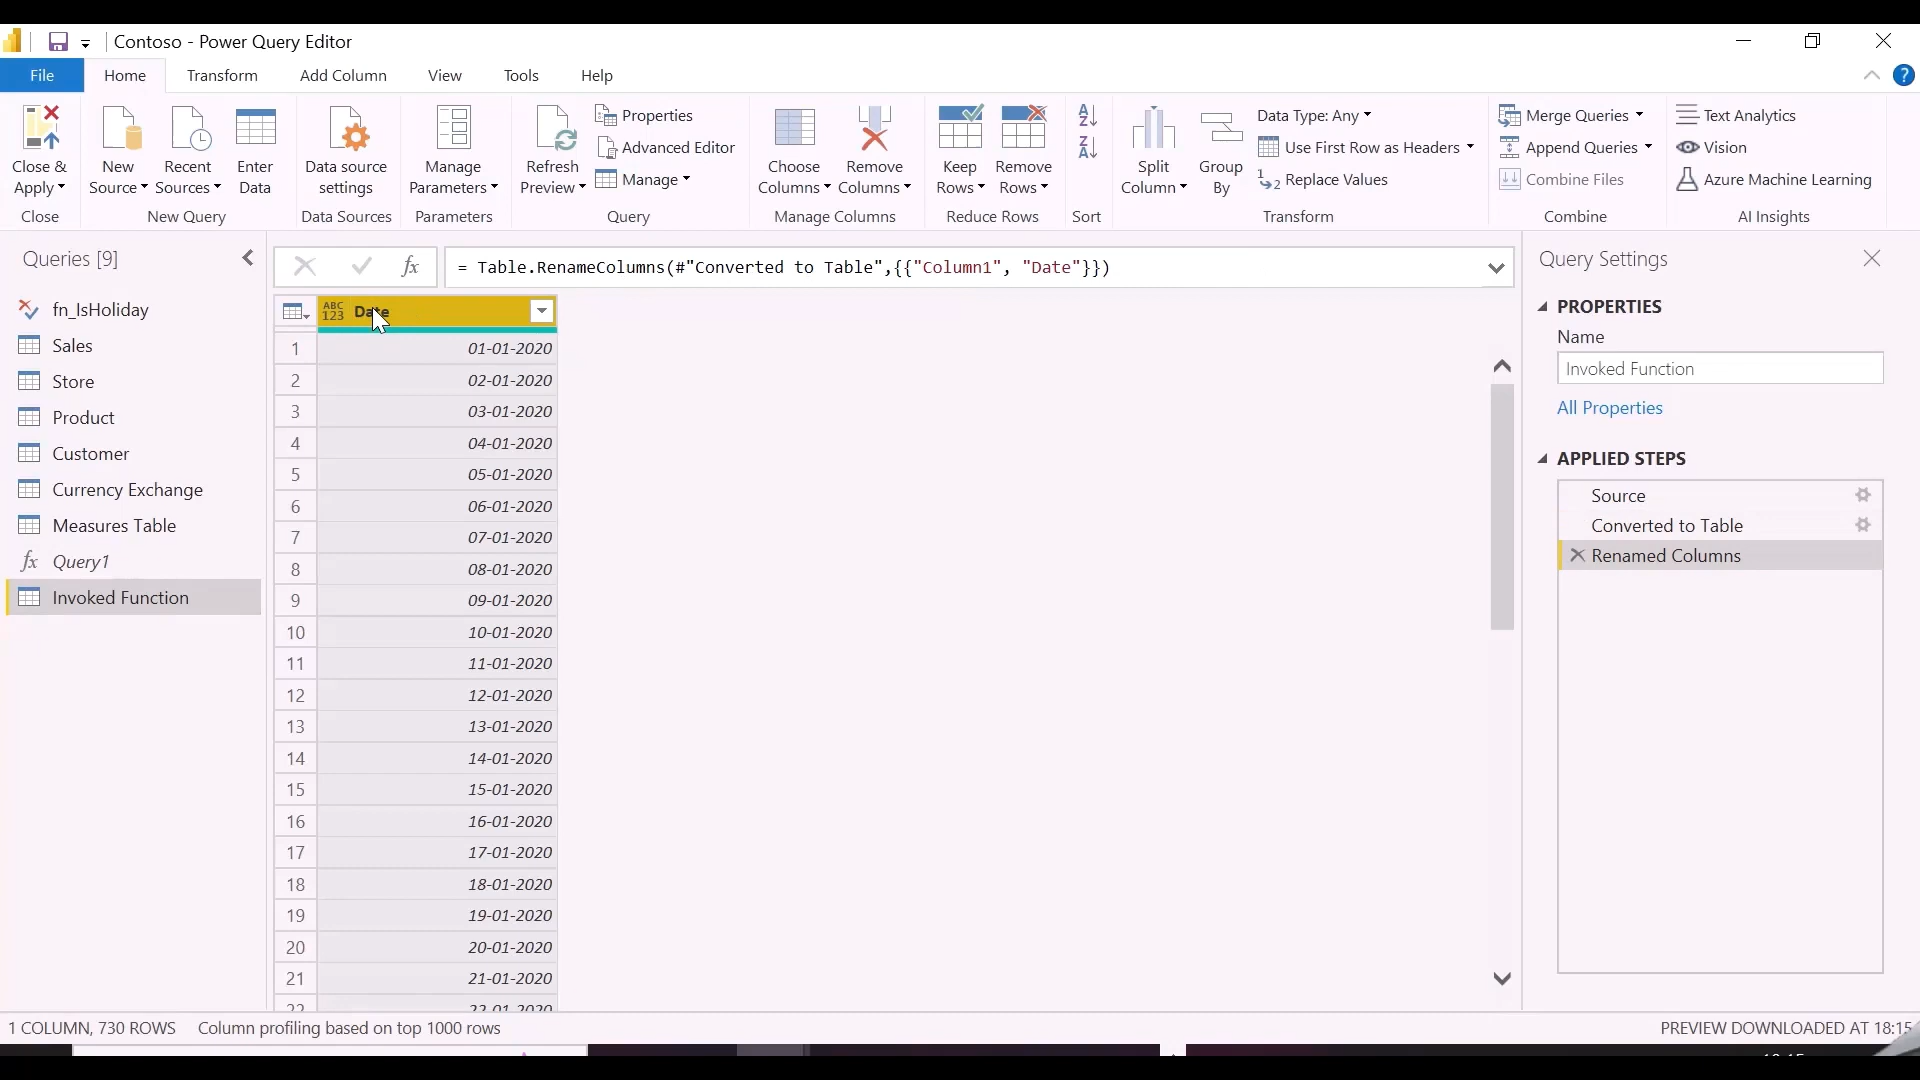 Contoso - Power Query Editor
File Home Transform Add Column View Tools Help
Close & Apply
Close
New Source
Recent Sources
Enter Data
New Query
Data source settings
Data Sources
Manage Parameters
Parameters
Refresh Preview
Properties
Advanced Editor
Manage
Query
Choose Columns
Remove Columns
Manage Columns
Keep Rows
Remove Rows
Reduce Rows
Sort
Split Column
Group By
Data Type: Any
Use First Row as Headers
Replace Values
Transform
Merge Queries
Append Queries
Combine Files
Combine
Text Analytics
Vision
Azure Machine Learning
AI Insights
Queries [9]
fn_IsHoliday
Sales
Store
Product
Customer
Currency Exchange
Measures Table
fx Query1
Invoked Function
fx = Table.RenameColumns(#"Converted to Table",{{"Column1", "Date"}})
ABC 123 Date
1 01-01-2020
2 02-01-2020
3 03-01-2020
4 04-01-2020
5 05-01-2020
6 06-01-2020
7 07-01-2020
8 08-01-2020
9 09-01-2020
10 10-01-2020
11 11-01-2020
12 12-01-2020
13 13-01-2020
14 14-01-2020
15 15-01-2020
16 16-01-2020
17 17-01-2020
18 18-01-2020
19 19-01-2020
20 20-01-2020
21 21-01-2020
22 22-01-2020
Query Settings
PROPERTIES
Name
Invoked Function
All Properties
APPLIED STEPS
Source
Converted to Table
Renamed Columns
1 COLUMN, 730 ROWS Column profiling based on top 1000 rows
PREVIEW DOWNLOADED AT 18:15